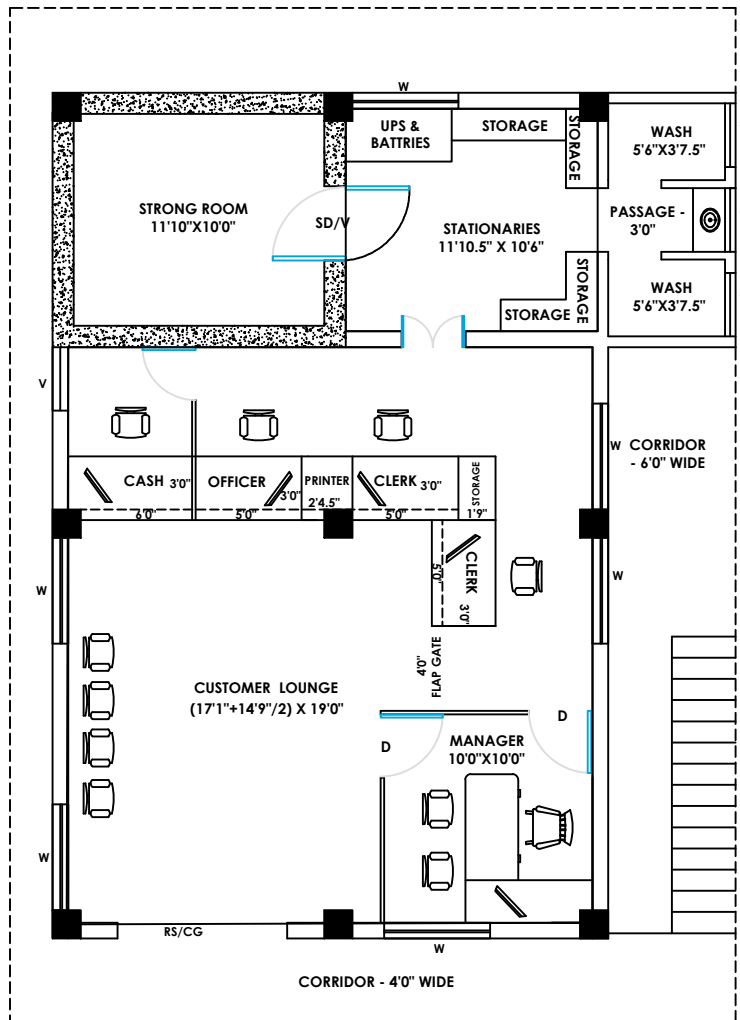 W
UPS &
BATTRIES
STORAGE
STORAGE
WASH
5'6"X3'7.5"
STRONG ROOM
11'10"X10'0"
SD/V
STATIONARIES
11'10.5" X 10'6"
PASSAGE -
3'0"
STORAGE
STORAGE
WASH
5'6"X3'7.5"
V
W
CORRIDOR
- 6'0" WIDE
CASH
3'0"
6'0"
OFFICER
3'0"
5'0"
PRINTER
2'4.5"
CLERK
3'0"
5'0"
STORAGE
1'9"
W
W
CLERK
5'0"
3'0"
4'0"
FLAP GATE
CUSTOMER LOUNGE
(17'1"+14'9"/2) X 19'0"
D
D
MANAGER
10'0"X10'0"
W
RS/CG
W
CORRIDOR - 4'0" WIDE